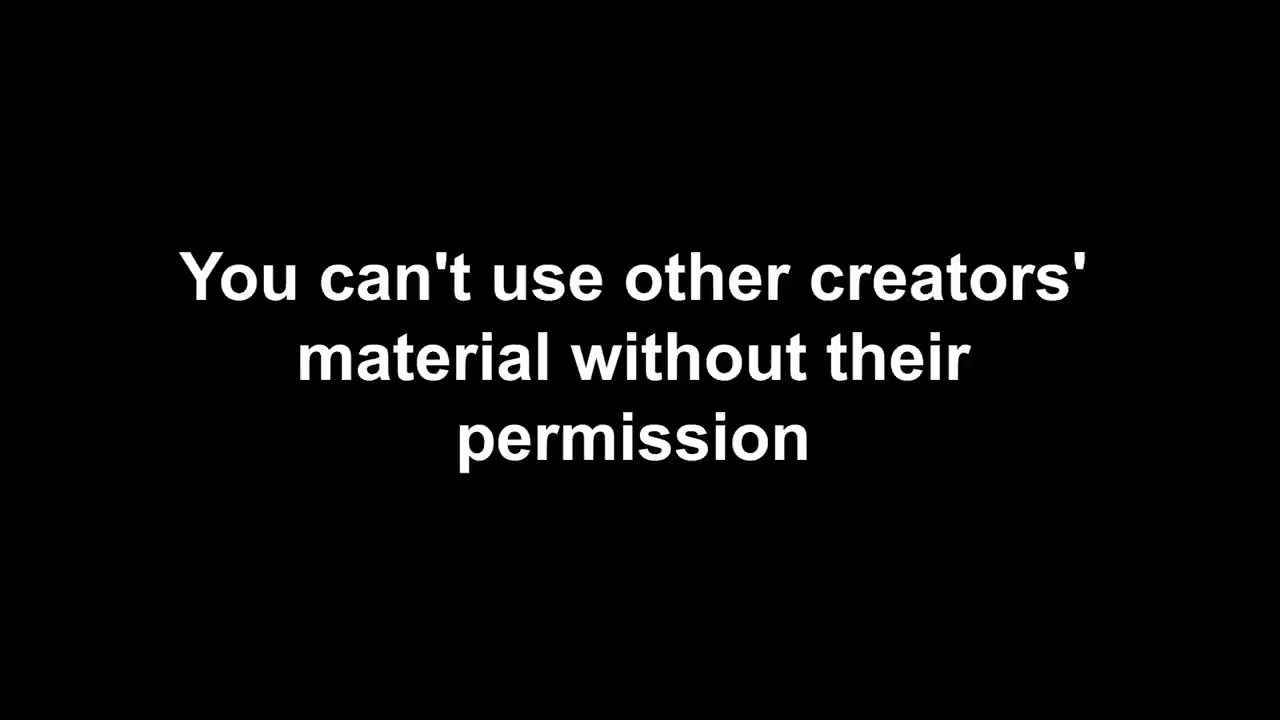 You can't use other creators'
material without their
permission